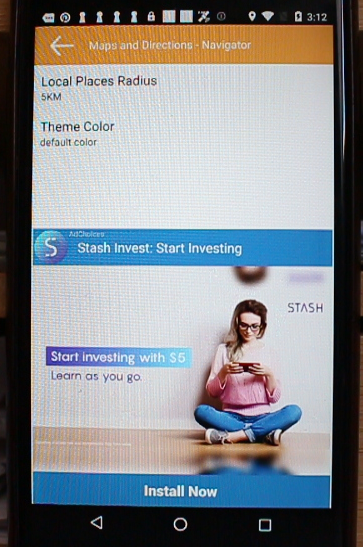 3:12
Maps and Directions - Navigator
Local Places Radius
5KM
Theme Color
default color
AdChoices
S
Stash Invest: Start Investing
STASH
Start investing with $5
Learn as you go.
Install Now